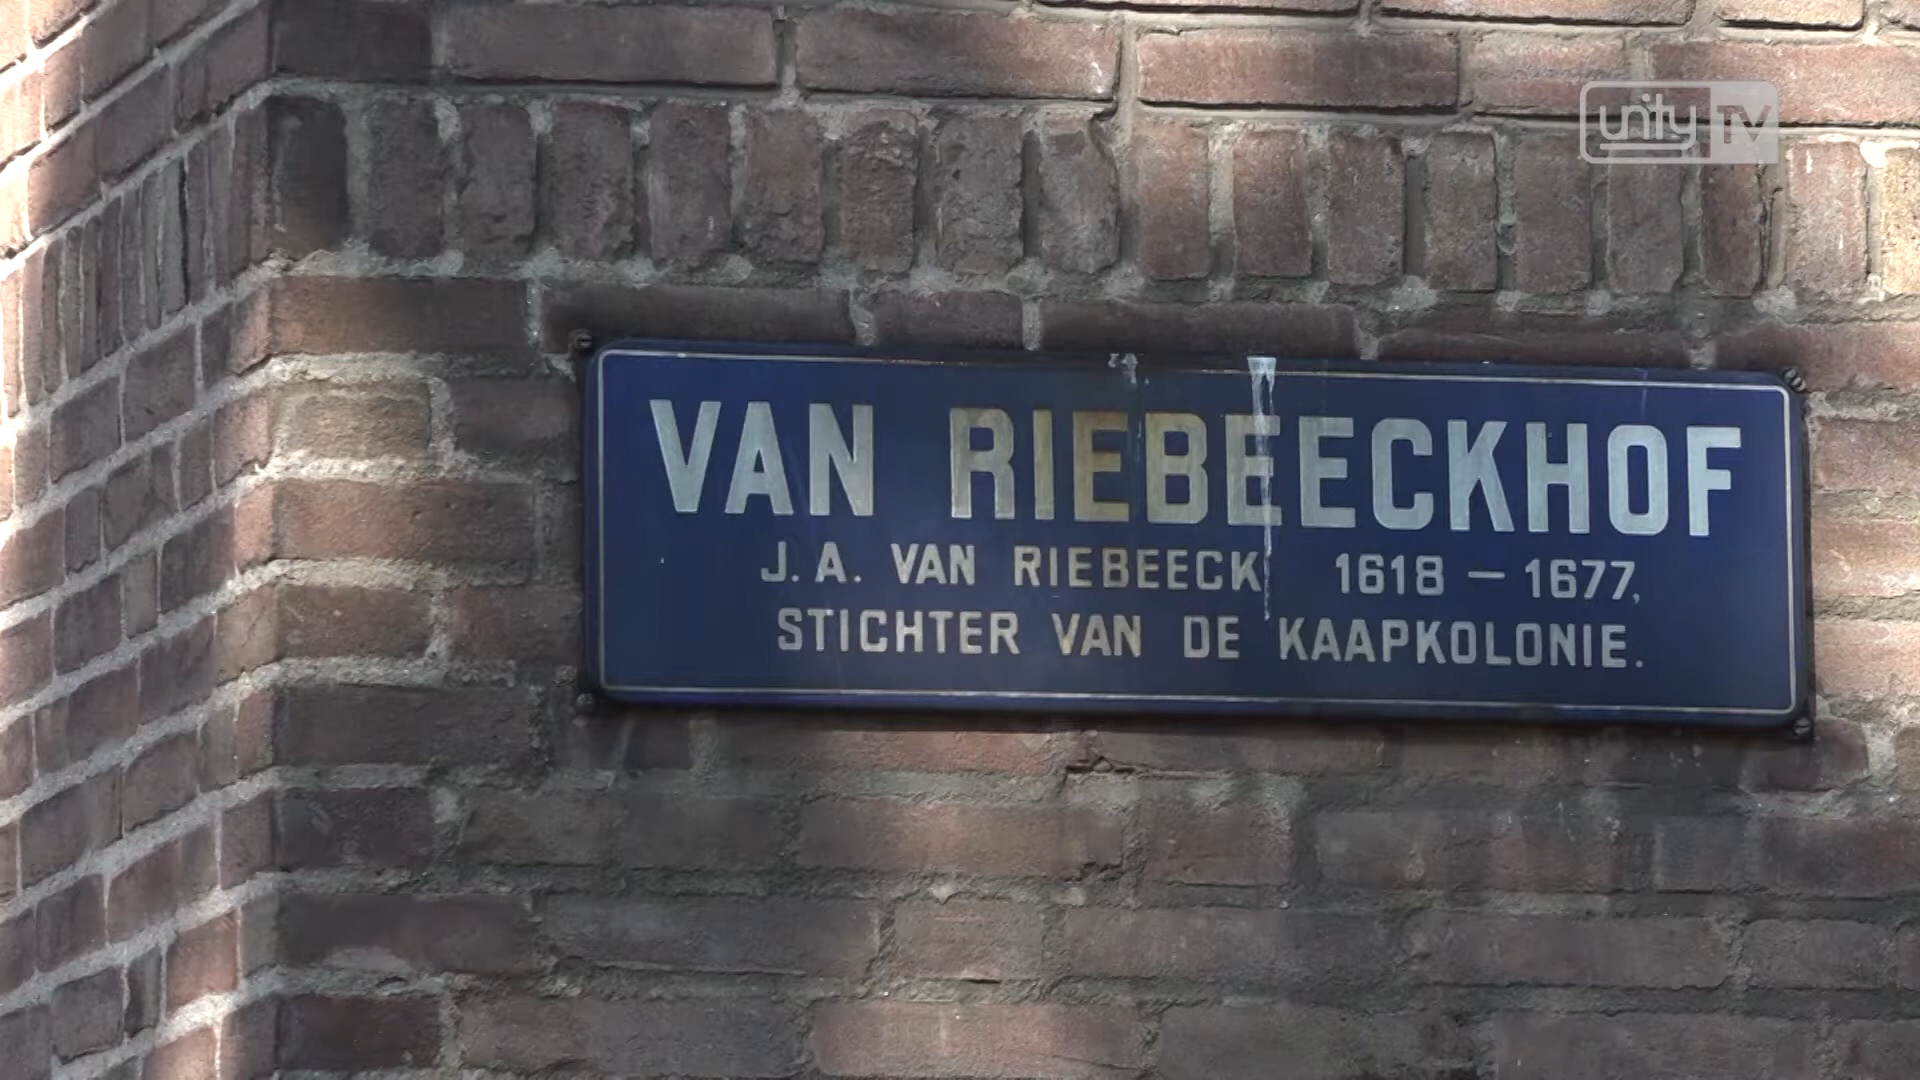 unity TV
VAN RIEBEECKHOF
J. A. VAN RIEBEECK 1618 – 1677,
STICHTER VAN DE KAAPKOLONIE.